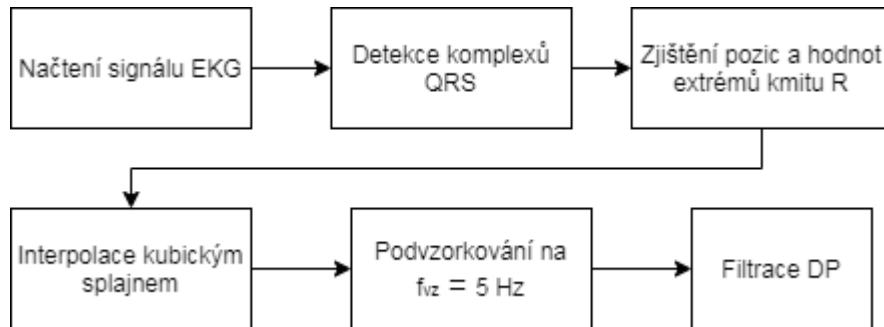 Načtení signálu EKG
Detekce komplexů
QRS
Zjištění pozic a hodnot
extrémů kmitu R
Interpolace kubickým
splajnem
Podvzorkování na
fvz = 5 Hz
Filtrace DP